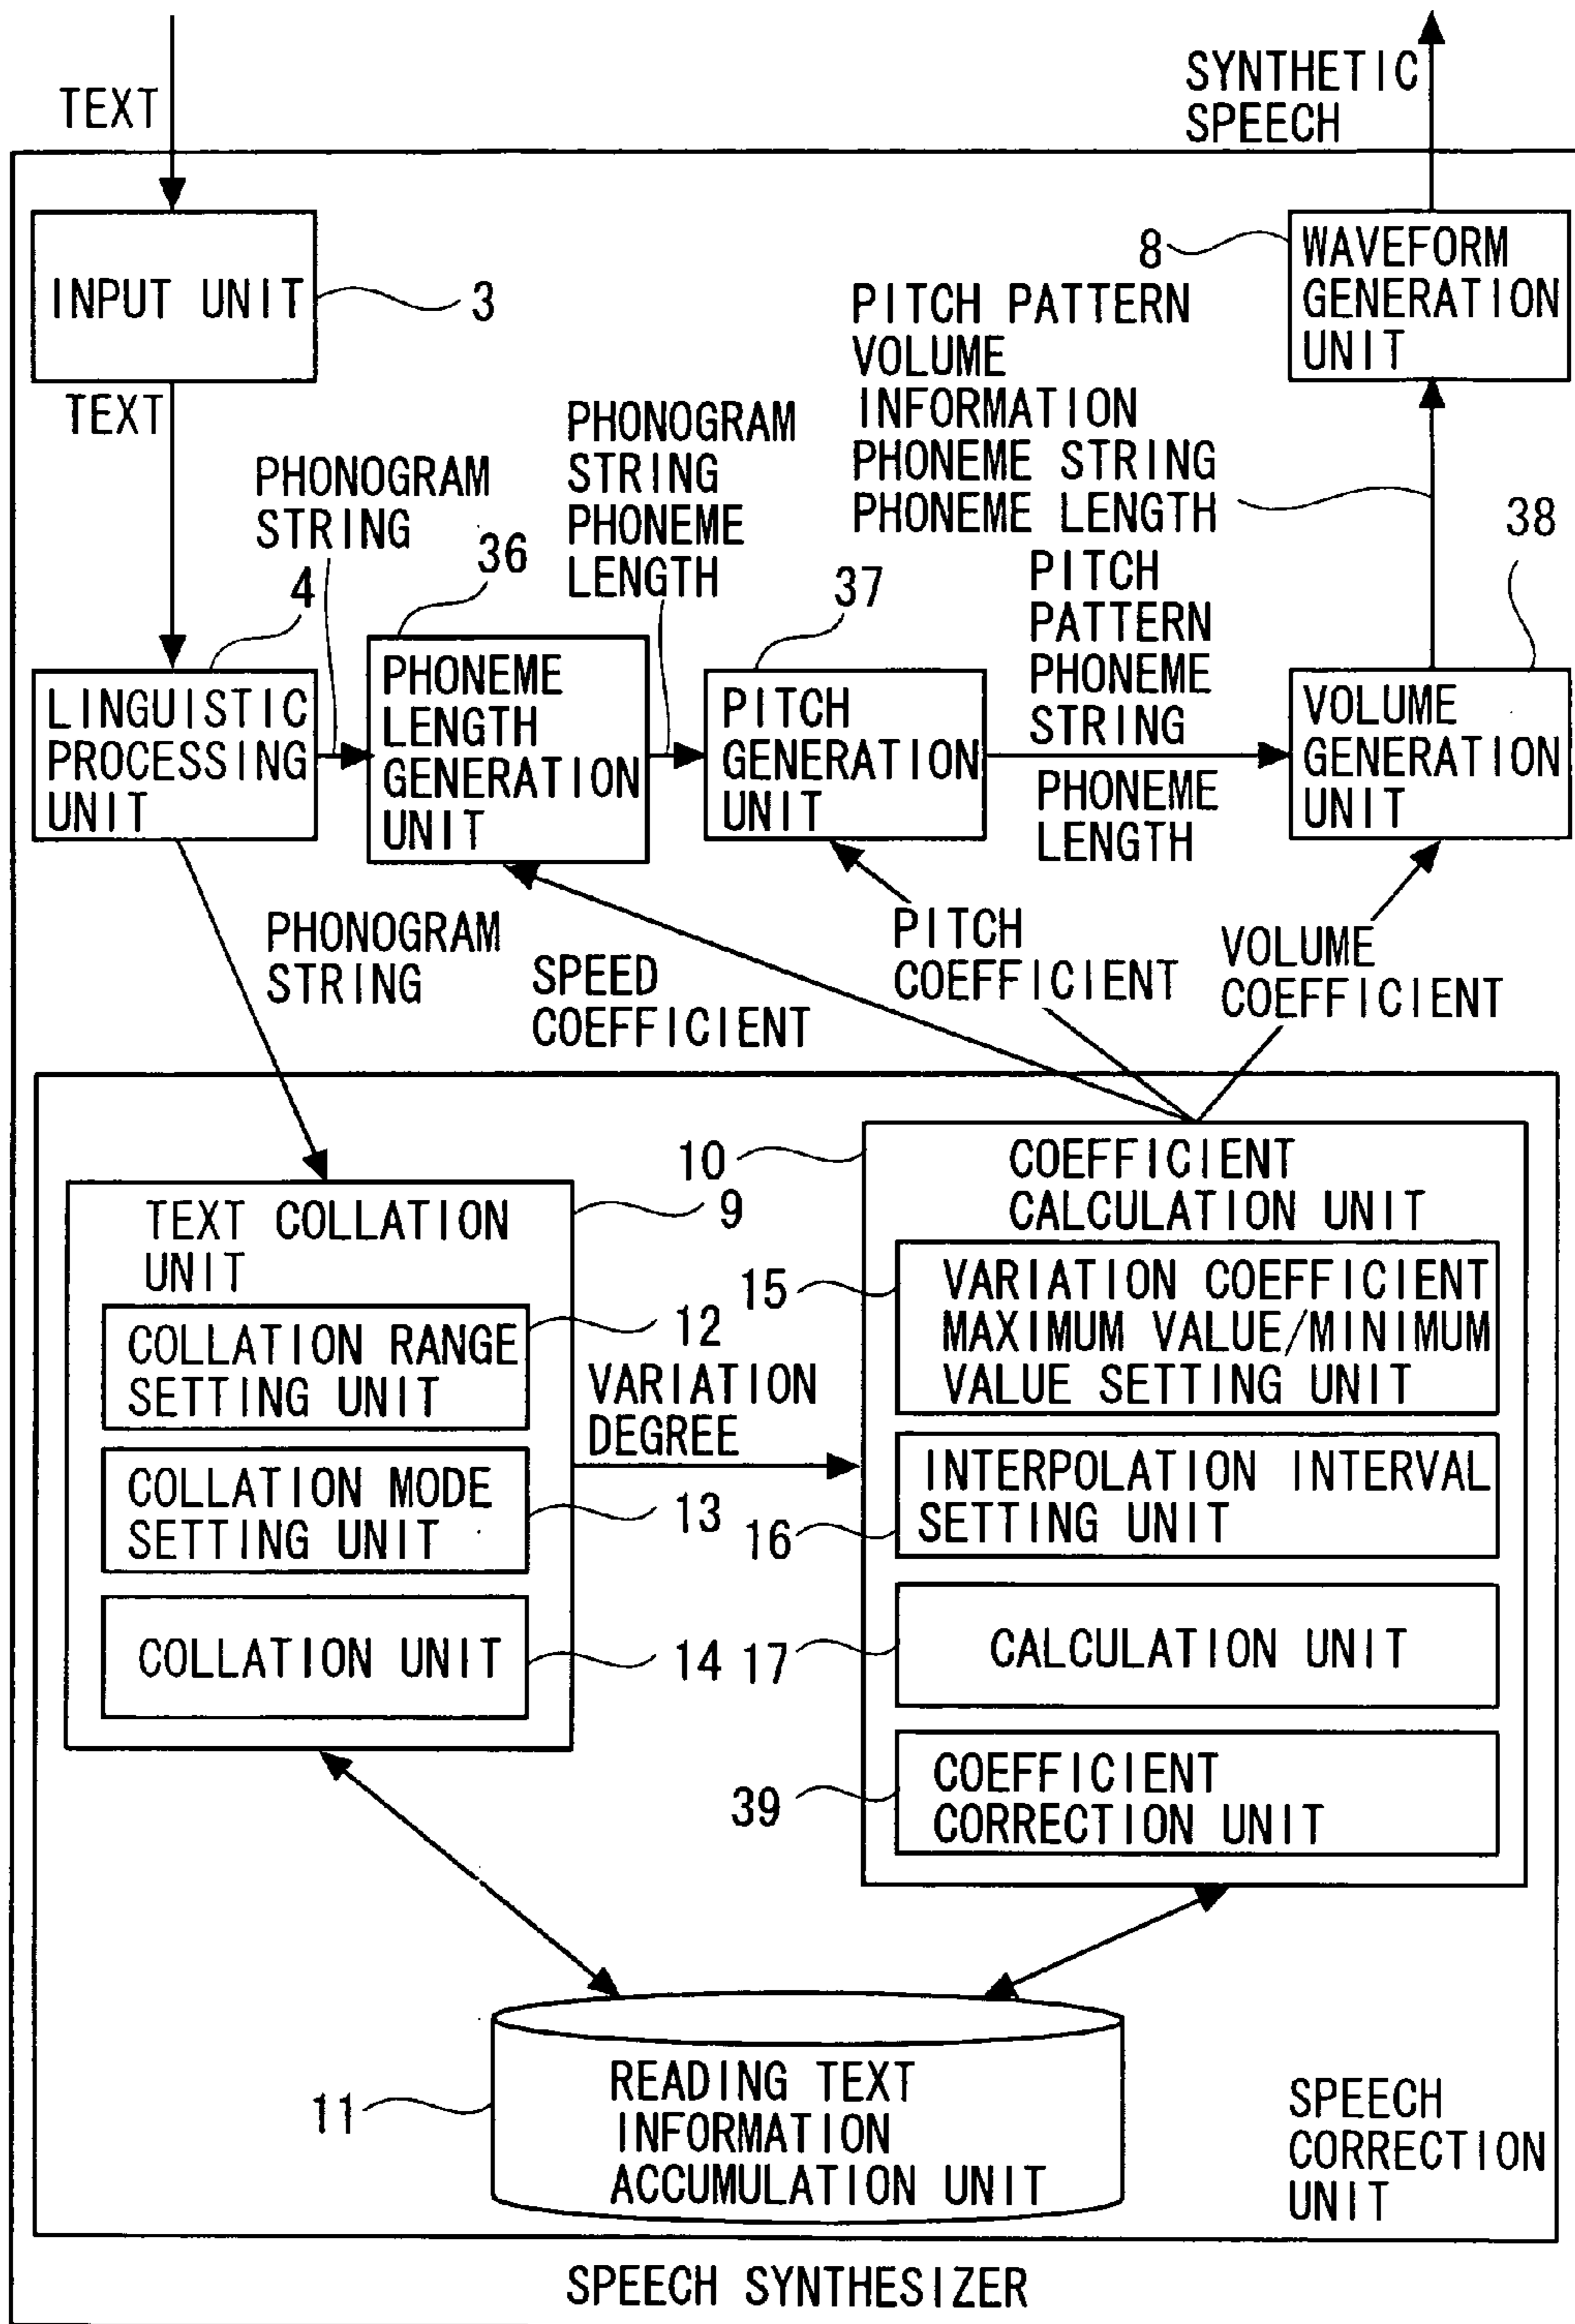 TEXT
SYNTHETIC
SPEECH
INPUT UNIT
3
8
WAVEFORM
GENERATION
UNIT
TEXT
PITCH PATTERN
VOLUME
INFORMATION
PHONEME STRING
PHONEME LENGTH
PHONOGRAM
STRING
PHONOGRAM
STRING
PHONEME
LENGTH
4
36
37
38
PITCH
PATTERN
PHONEME
STRING
PHONEME
LENGTH
LINGUISTIC
PROCESSING
UNIT
PHONEME
LENGTH
GENERATION
UNIT
PITCH
GENERATION
UNIT
VOLUME
GENERATION
UNIT
PHONOGRAM
STRING
SPEED
COEFFICIENT
PITCH
COEFFICIENT
VOLUME
COEFFICIENT
TEXT COLLATION
UNIT
9
COLLATION RANGE
SETTING UNIT
12
COLLATION MODE
SETTING UNIT
13
COLLATION UNIT
14
VARIATION
DEGREE
10
COEFFICIENT
CALCULATION UNIT
15
VARIATION COEFFICIENT
MAXIMUM VALUE/MINIMUM
VALUE SETTING UNIT
16
INTERPOLATION INTERVAL
SETTING UNIT
17
CALCULATION UNIT
39
COEFFICIENT
CORRECTION UNIT
11
READING TEXT
INFORMATION
ACCUMULATION UNIT
SPEECH
CORRECTION
UNIT
SPEECH SYNTHESIZER